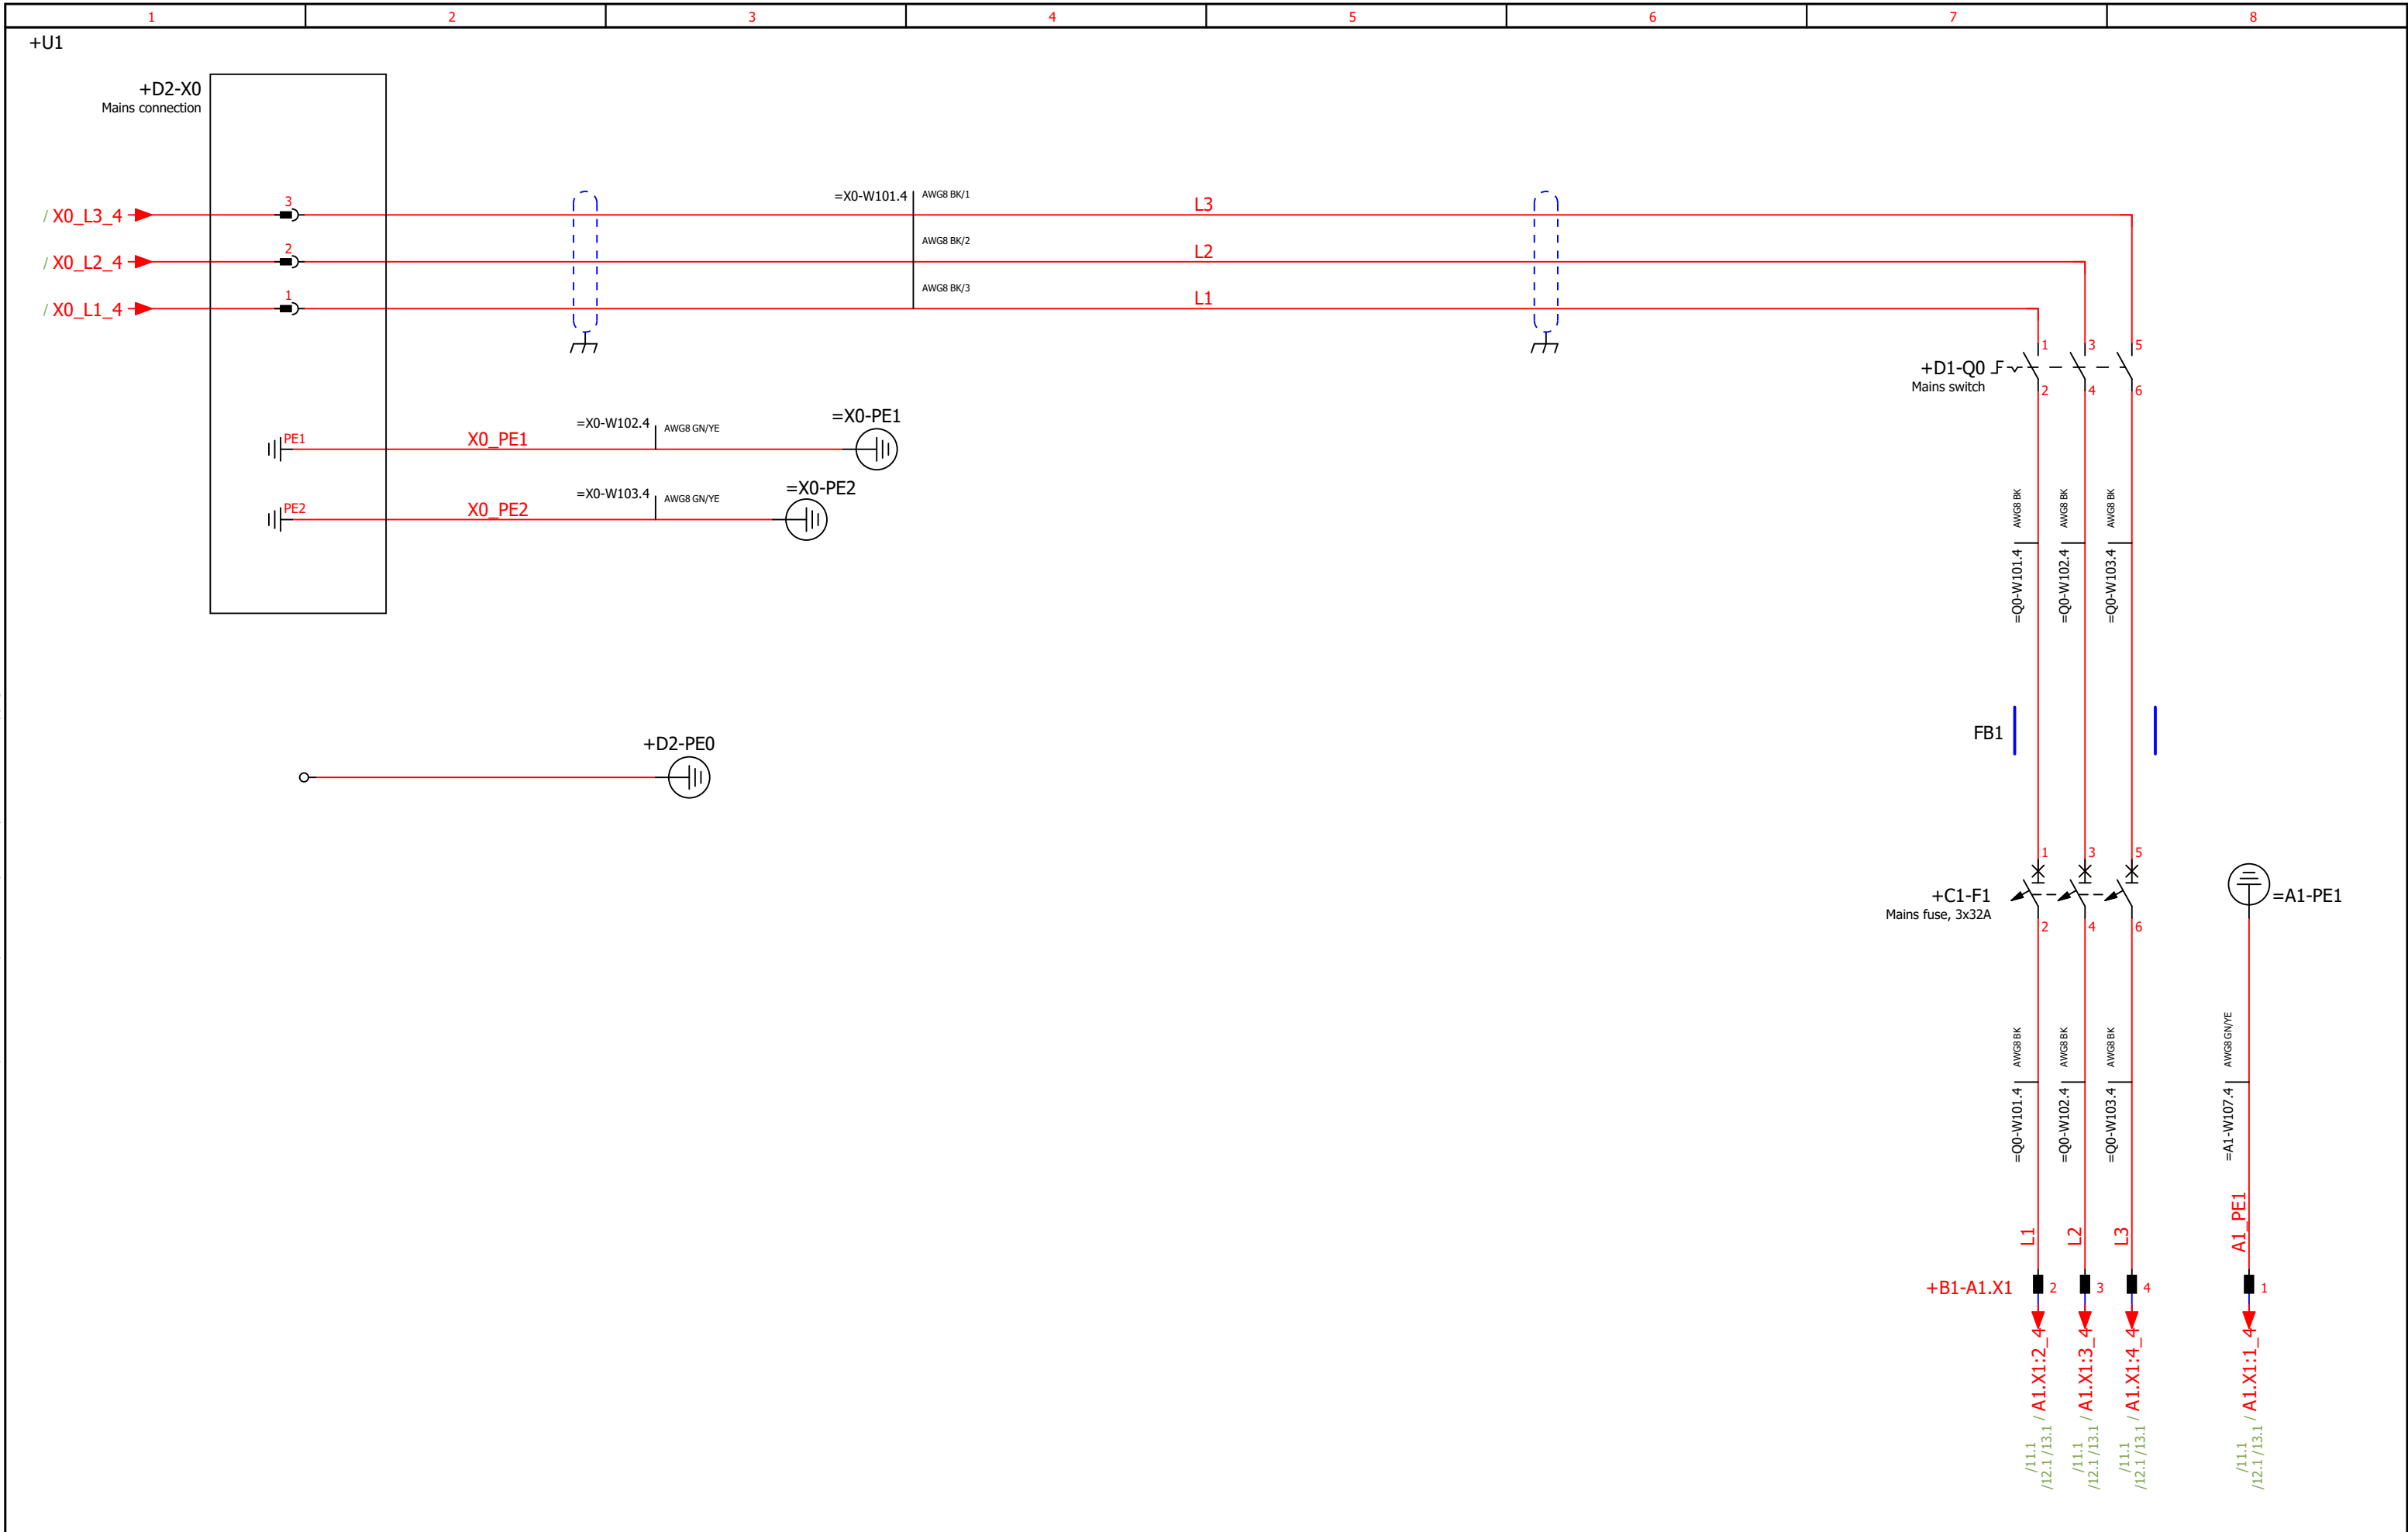 1 2 3 4 5 6 7 8
+U1
+D2-X0
Mains connection
/ X0_L3_4
3
=X0-W101.4
AWG8 BK/1
L3
/ X0_L2_4
2
AWG8 BK/2
L2
/ X0_L1_4
1
AWG8 BK/3
L1
+D1-Q0
Mains switch
1 3 5
2 4 6
PE1
X0_PE1
=X0-W102.4
AWG8 GN/YE
=X0-PE1
PE2
X0_PE2
=X0-W103.4
AWG8 GN/YE
=X0-PE2
=Q0-W101.4
AWG8 BK
=Q0-W102.4
AWG8 BK
=Q0-W103.4
AWG8 BK
+D2-PE0
FB1
+C1-F1
Mains fuse, 3x32A
1 3 5
2 4 6
=A1-PE1
=Q0-W101.4
AWG8 BK
=Q0-W102.4
AWG8 BK
=Q0-W103.4
AWG8 BK
=A1-W107.4
AWG8 GN/YE
L1
L2
L3
A1_PE1
+B1-A1.X1
2 3 4 1
/ A1.X1:2_4
/11.1
/12.1 /13.1
/ A1.X1:3_4
/11.1
/12.1 /13.1
/ A1.X1:4_4
/11.1
/12.1 /13.1
/ A1.X1:1_4
/11.1
/12.1 /13.1